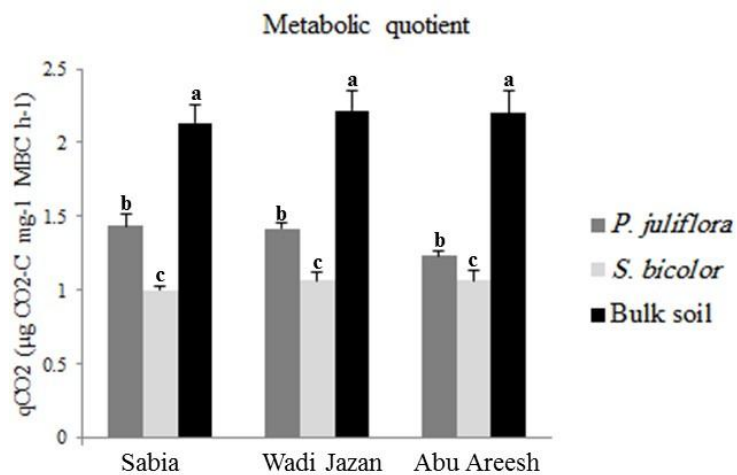 Metabolic quotient
qCO2 (µg CO2-C mg-1 MBC h-1)
2.5
2
1.5
1
0.5
0
b
c
a
b
c
a
b
c
a
Sabia
Wadi Jazan
Abu Areesh
P. juliflora
S. bicolor
Bulk soil